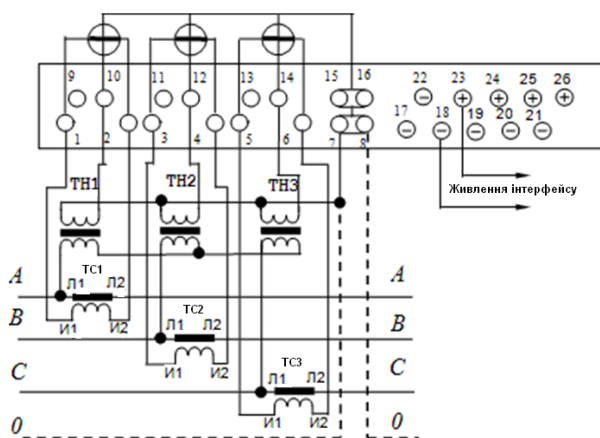 9 10 11 12 13 14 15 16
22 23 24 25 26
17 18 19 20 21
1 2 3 4 5 6 7 8
Живлення інтерфейсу
ТН1 ТН2 ТН3
А ТС1 А
Л1 Л2
В ТС2 В
И1 И2 Л1 Л2
С ТС3 С
И1 И2 Л1 Л2
0 И1 И2 0